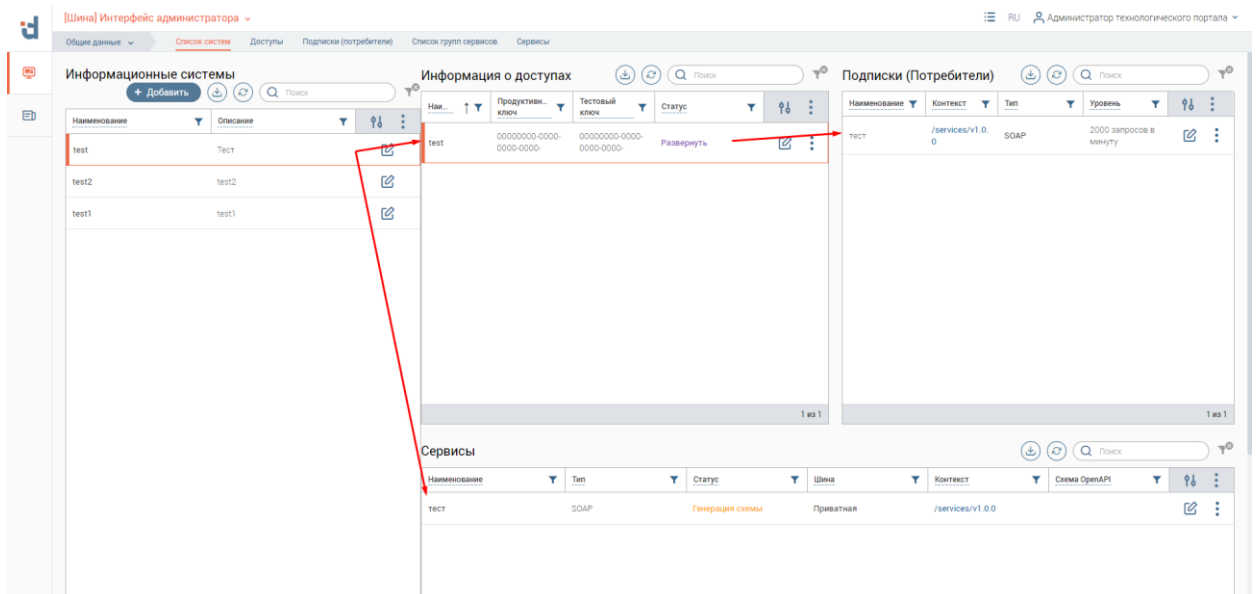 [Шина] Интерфейс администратора
RU Администратор технологического портала
Общие данные Список систем Доступы Подписки (потребители) Список групп сервисов Сервисы
Информационные системы
+ Добавить Поиск
Наименование Описание
test Тест
test2 test2
test1 test1
Информация о доступах Поиск
Наи... Продуктивн... ключ Тестовый ключ Статус
test 00000000-0000-0000-0000- 00000000-0000-0000-0000- Развернуть
1 из 1
Подписки (Потребители) Поиск
Наименование Контекст Тип Уровень
тест /services/v1.0.0 SOAP 2000 запросов в минуту
1 из 1
Сервисы Поиск
Наименование Тип Статус Шина Контекст Схема OpenAPI
тест SOAP Генерация схемы Приватная /services/v1.0.0